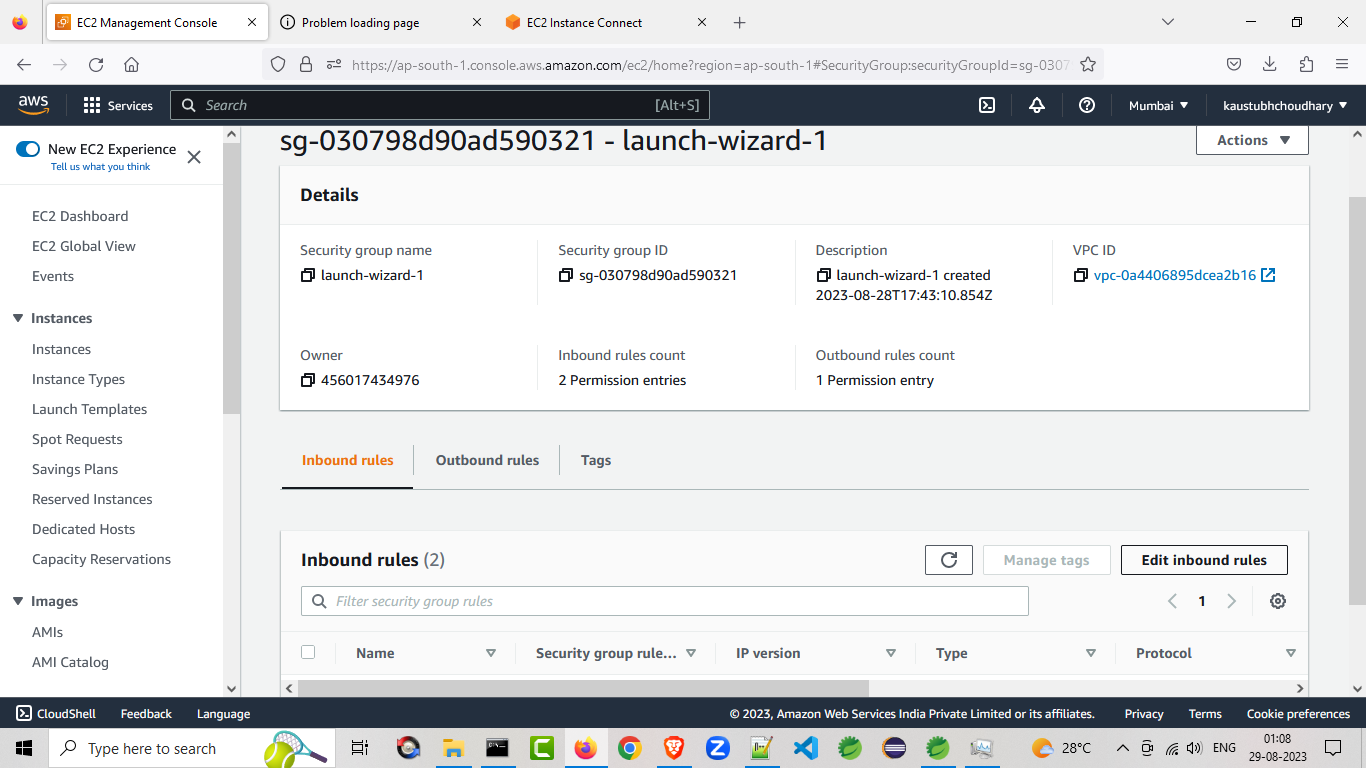 EC2 Management Console
Problem loading page
EC2 Instance Connect
https://ap-south-1.console.aws.amazon.com/ec2/home?region=ap-south-1#SecurityGroup:securityGroupId=sg-0307
aws
Services
Search
[Alt+S]
Mumbai
kaustubhchoudhary
New EC2 Experience
Tell us what you think
EC2 Dashboard
EC2 Global View
Events
Instances
Instances
Instance Types
Launch Templates
Spot Requests
Savings Plans
Reserved Instances
Dedicated Hosts
Capacity Reservations
Images
AMIs
AMI Catalog
sg-030798d90ad590321 - launch-wizard-1
Actions
Details
Security group name
launch-wizard-1
Security group ID
sg-030798d90ad590321
Description
launch-wizard-1 created
2023-08-28T17:43:10.854Z
VPC ID
vpc-0a4406895dcea2b16
Owner
456017434976
Inbound rules count
2 Permission entries
Outbound rules count
1 Permission entry
Inbound rules
Outbound rules
Tags
Inbound rules (2)
Manage tags
Edit inbound rules
Filter security group rules
1
Name
Security group rule...
IP version
Type
Protocol
CloudShell
Feedback
Language
© 2023, Amazon Web Services India Private Limited or its affiliates.
Privacy
Terms
Cookie preferences
Type here to search
28°C
ENG
01:08
29-08-2023